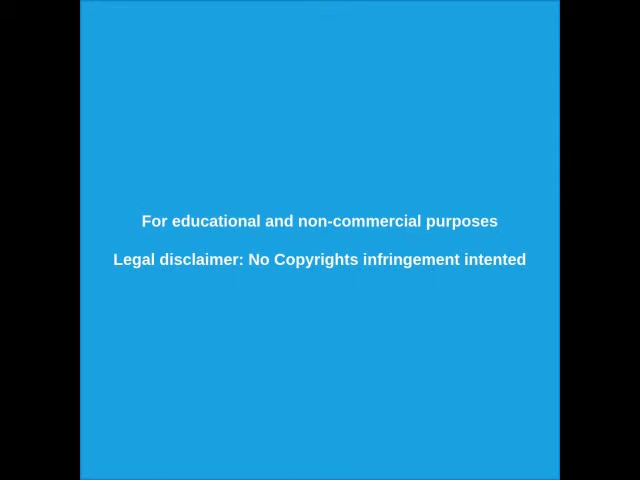 For educational and non-commercial purposes
Legal disclaimer: No Copyrights infringement intented